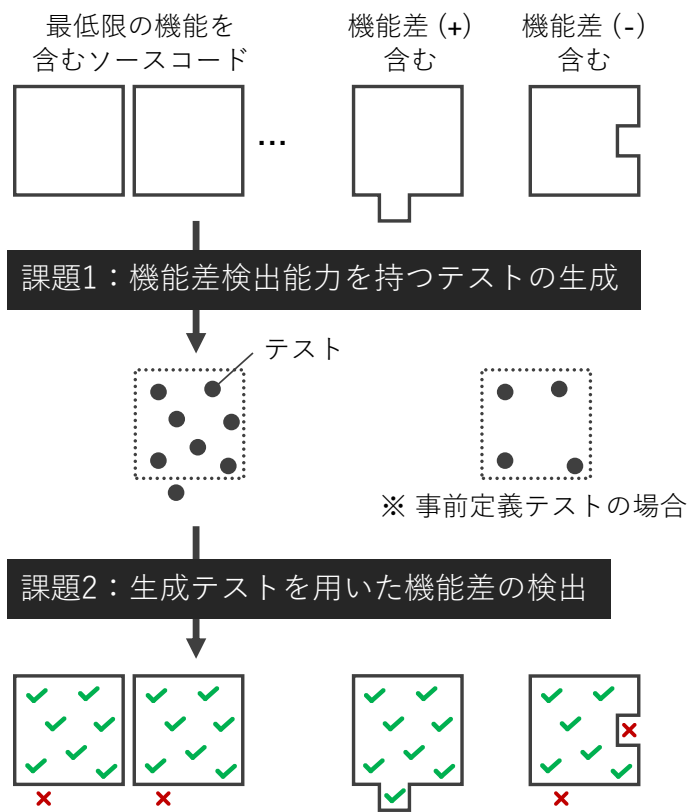 最低限の機能を
含むソースコード
機能差 (+)
含む
機能差 (-)
含む
…
課題1：機能差検出能力を持つテストの生成
テスト
※ 事前定義テストの場合
課題2：生成テストを用いた機能差の検出